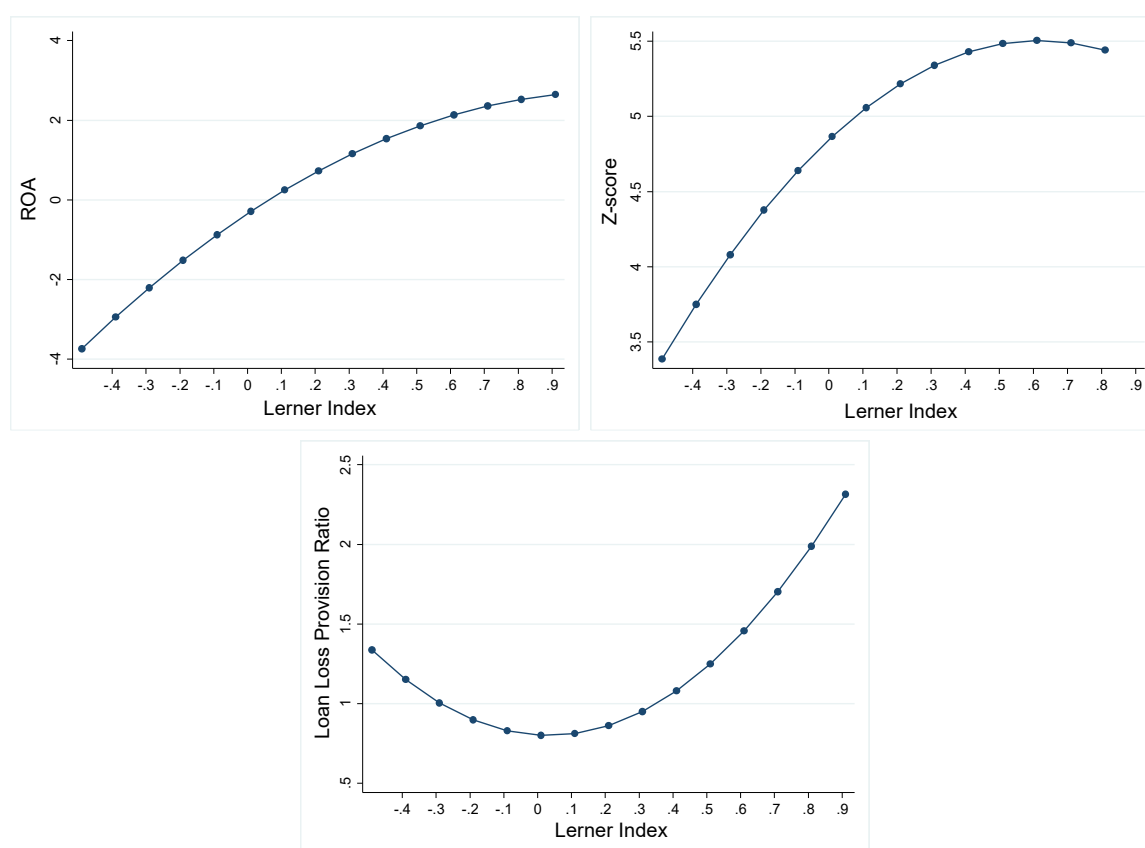 ROA
4
2
0
-2
-4
-.4 -.3 -.2 -.1 0 .1 .2 .3 .4 .5 .6 .7 .8 .9
Lerner Index
Z-score
5.5
5
4.5
4
3.5
-.4 -.3 -.2 -.1 0 .1 .2 .3 .4 .5 .6 .7 .8 .9
Lerner Index
Loan Loss Provision Ratio
2.5
2
1.5
1
.5
-.4 -.3 -.2 -.1 0 .1 .2 .3 .4 .5 .6 .7 .8 .9
Lerner Index